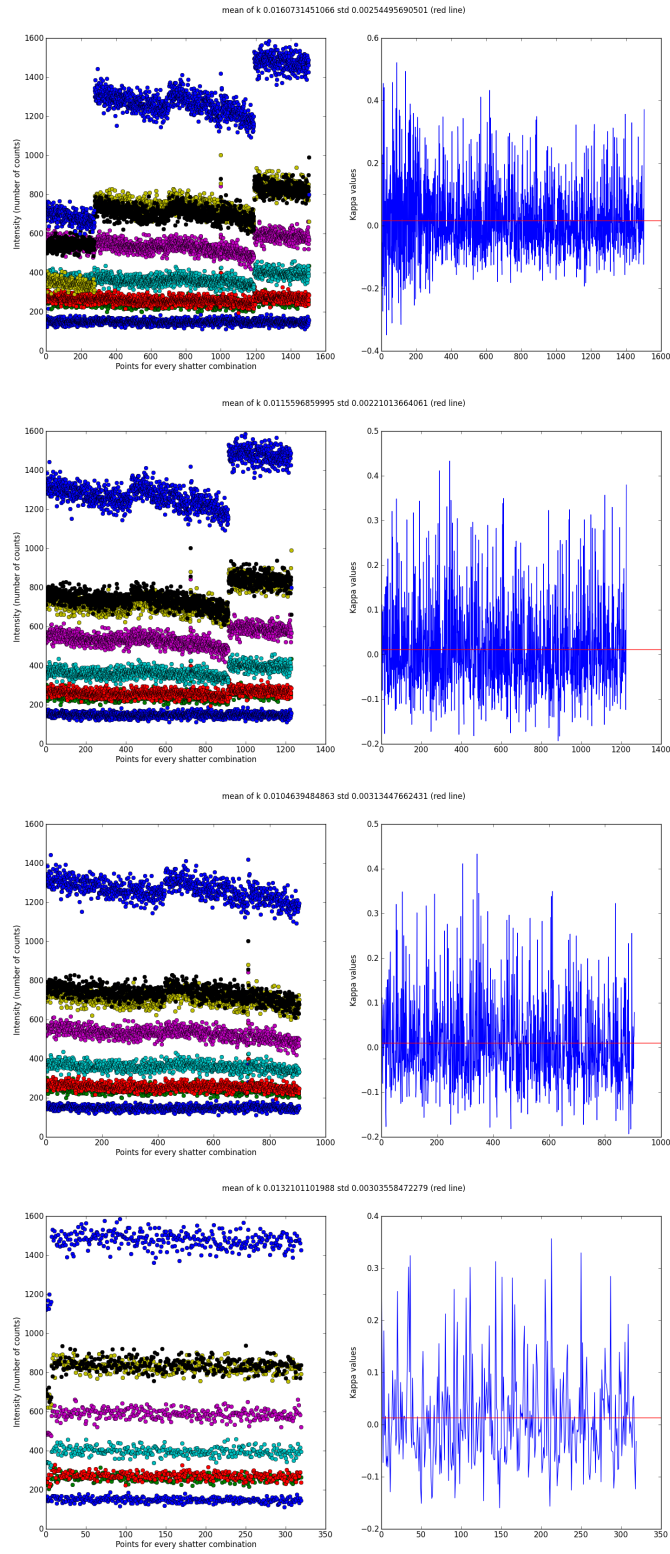 mean of k 0.0160731451066 std 0.00254495690501 (red line)
1600
1400
1200
1000
800
600
400
200
0
Intensity (number of counts)
0 200 400 600 800 1000 1200 1400 1600
Points for every shatter combination
0.6
0.4
0.2
0.0
−0.2
−0.4
Kappa values
0 200 400 600 800 1000 1200 1400 1600
mean of k 0.0115596859995 std 0.00221013664061 (red line)
1600
1400
1200
1000
800
600
400
200
0
Intensity (number of counts)
0 200 400 600 800 1000 1200 1400
Points for every shatter combination
0.5
0.4
0.3
0.2
0.1
0.0
−0.1
−0.2
Kappa values
0 200 400 600 800 1000 1200 1400
mean of k 0.0104639484863 std 0.00313447662431 (red line)
1600
1400
1200
1000
800
600
400
200
0
Intensity (number of counts)
0 200 400 600 800 1000
Points for every shatter combination
0.5
0.4
0.3
0.2
0.1
0.0
−0.1
−0.2
Kappa values
0 200 400 600 800 1000
mean of k 0.0132101101988 std 0.00303558472279 (red line)
1600
1400
1200
1000
800
600
400
200
0
Intensity (number of counts)
0 50 100 150 200 250 300 350
Points for every shatter combination
0.4
0.3
0.2
0.1
0.0
−0.1
−0.2
Kappa values
0 50 100 150 200 250 300 350